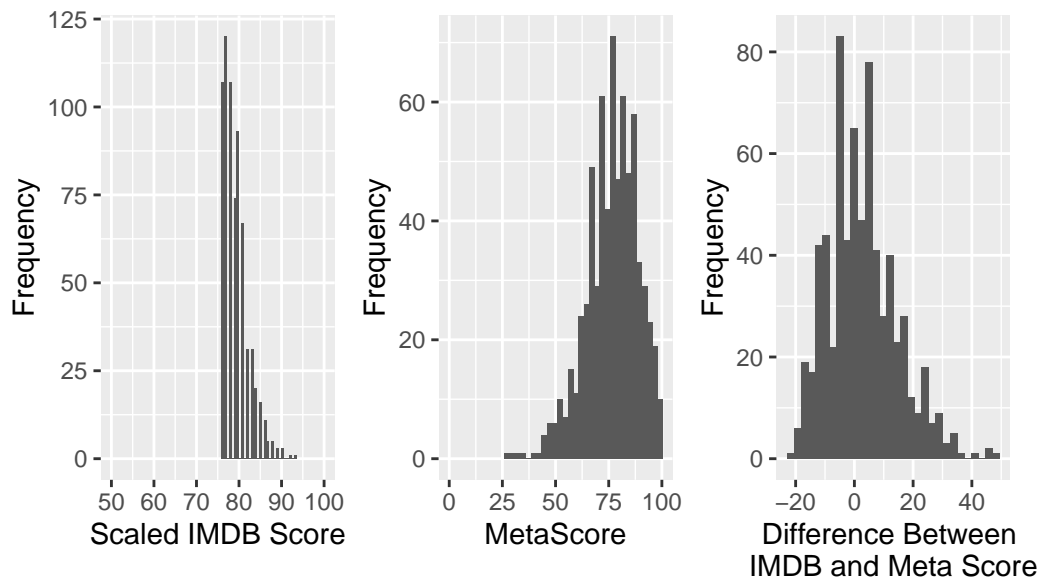 125
100
75
50
25
0
Frequency
50 60 70 80 90 100
Scaled IMDB Score
60
40
20
0
Frequency
0 25 50 75 100
MetaScore
80
60
40
20
0
Frequency
−20 0 20 40
Difference Between
IMDB and Meta Score